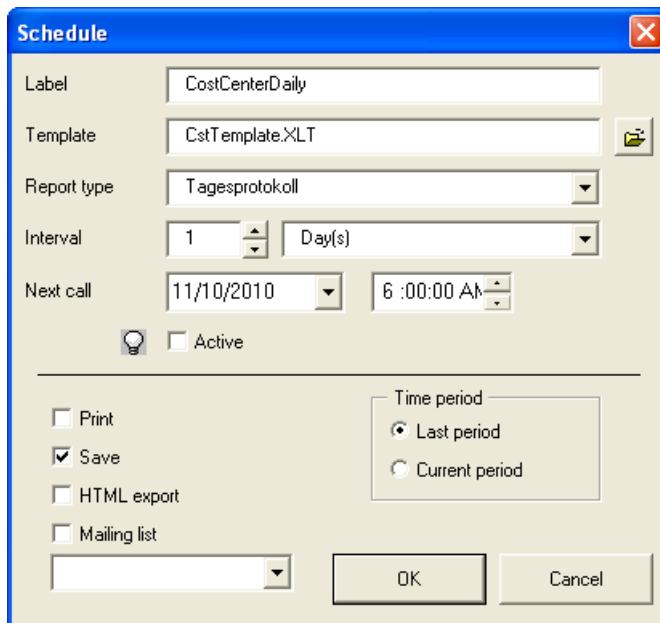 Schedule
Label CostCenterDaily
Template CstTemplate.XLT
Report type Tagesprotokoll
Interval 1 Day(s)
Next call 11/10/2010 6 :00:00 AM
Active
Time period
Print
Last period
Save
Current period
HTML export
Mailing list
OK Cancel